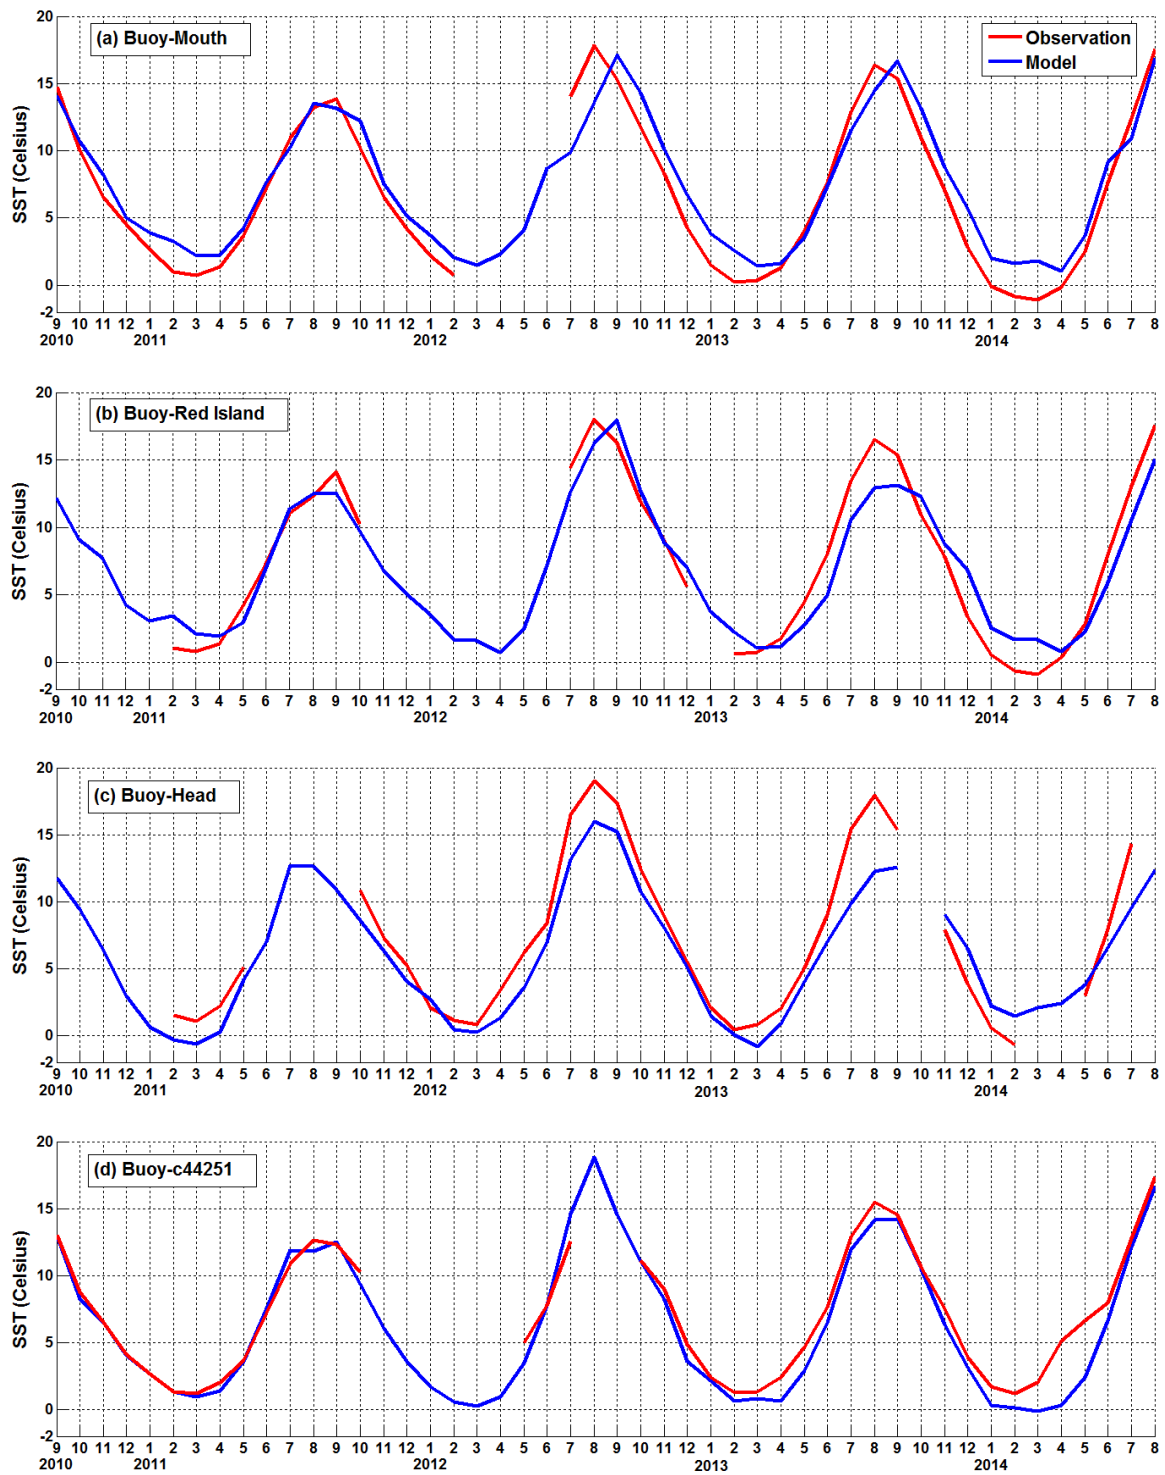 (a) Buoy-Mouth
Observation
Model
SST (Celsius)
20
15
10
5
0
-2
9 10 11 12 1 2 3 4 5 6 7 8 9 10 11 12 1 2 3 4 5 6 7 8 9 10 11 12 1 2 3 4 5 6 7 8 9 10 11 12 1 2 3 4 5 6 7 8
2010 2011 2012 2013 2014
(b) Buoy-Red Island
SST (Celsius)
20
15
10
5
0
-2
9 10 11 12 1 2 3 4 5 6 7 8 9 10 11 12 1 2 3 4 5 6 7 8 9 10 11 12 1 2 3 4 5 6 7 8 9 10 11 12 1 2 3 4 5 6 7 8
2010 2011 2012 2013 2014
(c) Buoy-Head
SST (Celsius)
20
15
10
5
0
-2
9 10 11 12 1 2 3 4 5 6 7 8 9 10 11 12 1 2 3 4 5 6 7 8 9 10 11 12 1 2 3 4 5 6 7 8 9 10 11 12 1 2 3 4 5 6 7 8
2010 2011 2012 2013 2014
(d) Buoy-c44251
SST (Celsius)
20
15
10
5
0
-2
9 10 11 12 1 2 3 4 5 6 7 8 9 10 11 12 1 2 3 4 5 6 7 8 9 10 11 12 1 2 3 4 5 6 7 8 9 10 11 12 1 2 3 4 5 6 7 8
2010 2011 2012 2013 2014